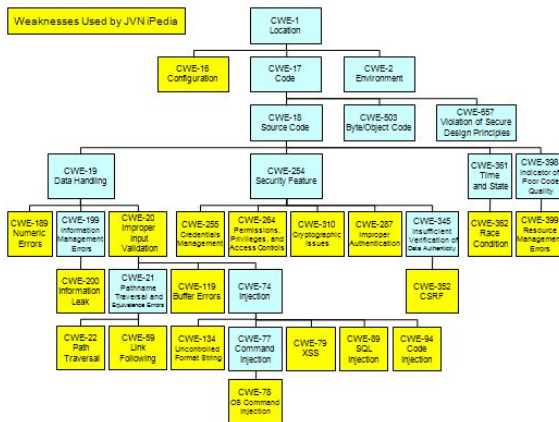 Weaknesses Used by JVN iPedia
CWE-1
Location
CWE-16
Configuration
CWE-17
Code
CWE-2
Environment
CWE-18
Source Code
CWE-503
Byte/Object Code
CWE-657
Violation of Secure
Design Principles
CWE-19
Data Handling
CWE-254
Security Feature
CWE-361
Time
and State
CWE-398
Indicator of
Poor Code
Quality
CWE-189
Numeric
Errors
CWE-199
Information
Management
Errors
CWE-20
Improper
Input
Validation
CWE-255
Credentials
Management
CWE-264
Permissions,
Privileges, and
Access Controls
CWE-310
Cryptographic
Issues
CWE-287
Improper
Authentication
CWE-345
Insufficient
Verification of
Data Authenticity
CWE-362
Race
Condition
CWE-399
Resource
Management
Errors
CWE-200
Information
Leak
CWE-21
Pathname
Traversal and
Equivalence Errors
CWE-119
Buffer Errors
CWE-74
Injection
CWE-352
CSRF
CWE-22
Path
Traversal
CWE-59
Link
Following
CWE-134
Uncontrolled
Format String
CWE-77
Command
Injection
CWE-79
XSS
CWE-89
SQL
Injection
CWE-94
Code
Injection
CWE-78
OS Command
Injection